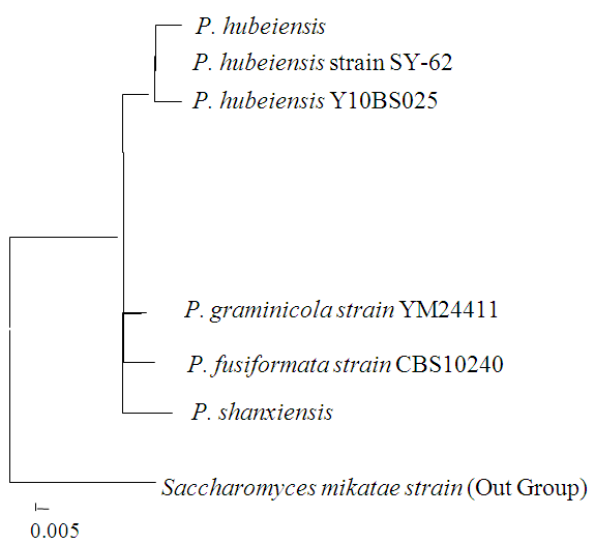 P. hubeiensis
P. hubeiensis strain SY-62
P. hubeiensis Y10BS025
P. graminicola strain YM24411
P. fusiformata strain CBS10240
P. shanxiensis
Saccharomyces mikatae strain (Out Group)
0.005